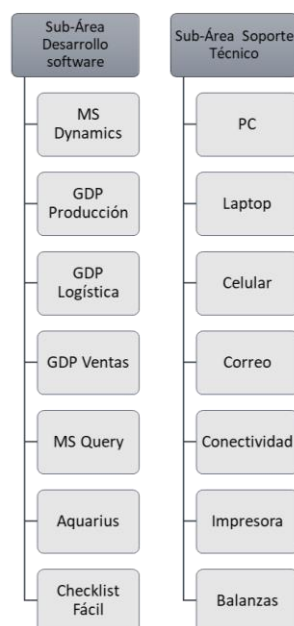 Sub-Área
Desarrollo
software
MS
Dynamics
GDP
Producción
GDP
Logística
GDP Ventas
MS Query
Aquarius
Checklist
Fácil
Sub-Área Soporte
Técnico
PC
Laptop
Celular
Correo
Conectividad
Impresora
Balanzas